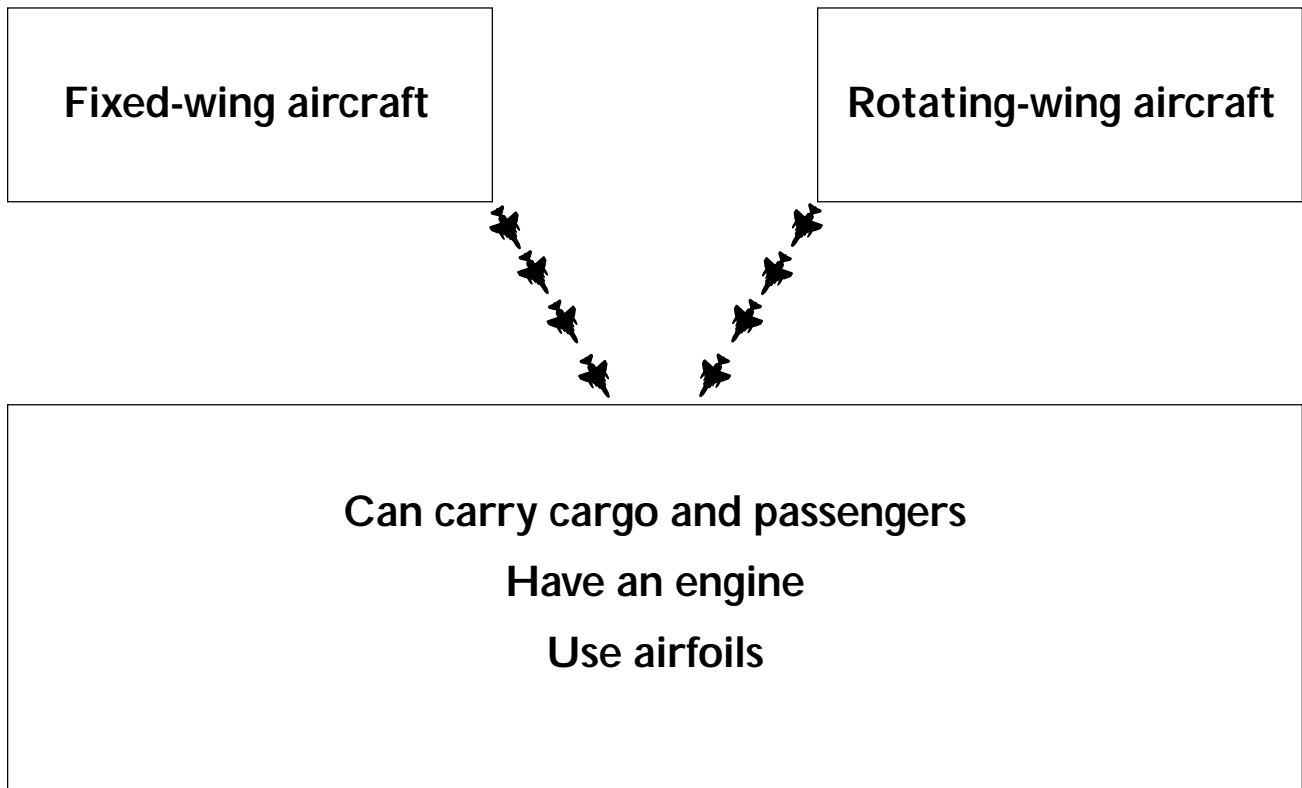 Fixed-wing aircraft
Rotating-wing aircraft
Can carry cargo and passengers
Have an engine
Use airfoils